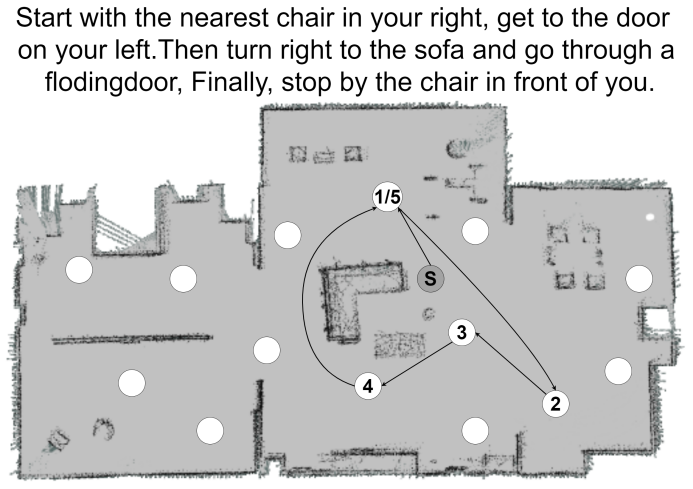 Start with the nearest chair in your right, get to the door
on your left.Then turn right to the sofa and go through a
flodingdoor, Finally, stop by the chair in front of you.
1/5
S
3
4
2